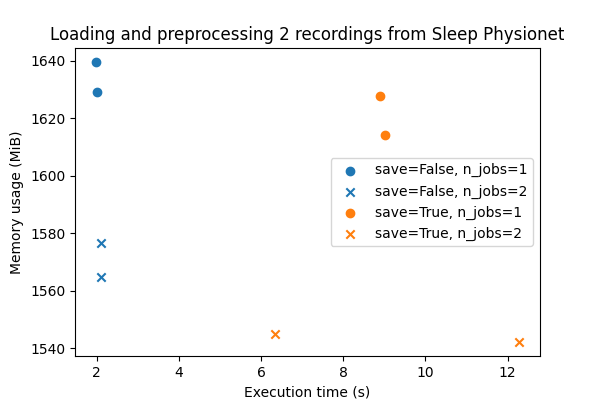 Loading and preprocessing 2 recordings from Sleep Physionet
1640
1620
1600
1580
1560
1540
Memory usage (MiB)
save=False, n_jobs=1
save=False, n_jobs=2
save=True, n_jobs=1
save=True, n_jobs=2
2 4 6 8 10 12
Execution time (s)